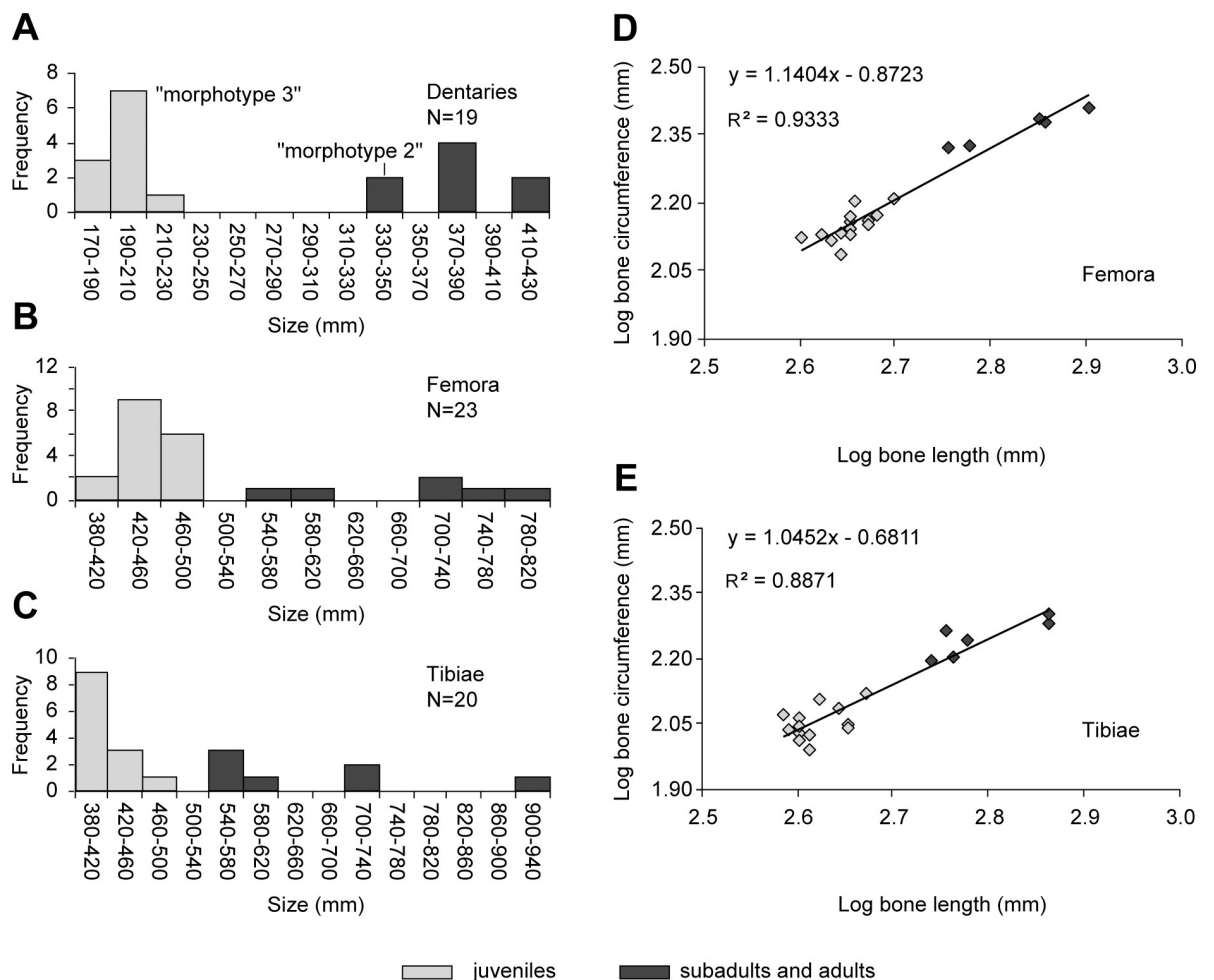 A
Frequency
8
6
4
2
0
"morphotype 3"
"morphotype 2"
Dentaries
N=19
170-190
190-210
210-230
230-250
250-270
270-290
290-310
310-330
330-350
350-370
370-390
390-410
410-430
Size (mm)
B
Frequency
12
8
4
0
Femora
N=23
380-420
420-460
460-500
500-540
540-580
580-620
620-660
660-700
700-740
740-780
780-820
Size (mm)
C
Frequency
10
8
6
4
2
0
Tibiae
N=20
380-420
420-460
460-500
500-540
540-580
580-620
620-660
660-700
700-740
740-780
780-820
820-860
860-900
900-940
Size (mm)
D
Log bone circumference (mm)
2.50
2.35
2.20
2.05
1.90
y = 1.1404x - 0.8723
R² = 0.9333
Femora
2.5 2.6 2.7 2.8 2.9 3.0
Log bone length (mm)
E
Log bone circumference (mm)
2.50
2.35
2.20
2.05
1.90
y = 1.0452x - 0.6811
R² = 0.8871
Tibiae
2.5 2.6 2.7 2.8 2.9 3.0
Log bone length (mm)
juveniles
subadults and adults